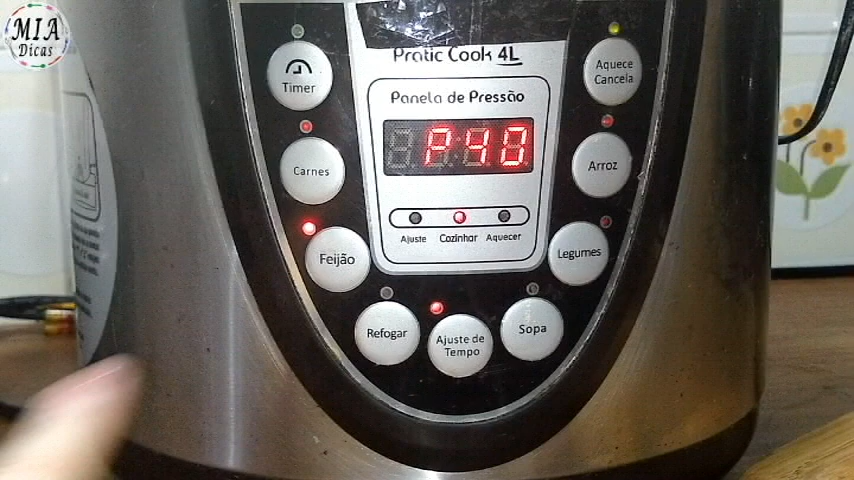 MIA
Dicas
Pratic Cook 4L
Panela de Pressão
P40
Ajuste Cozinhar Aquecer
Timer
Carnes
Feijão
Refogar
Ajuste de
Tempo
Sopa
Legumes
Arroz
Aquece
Cancela